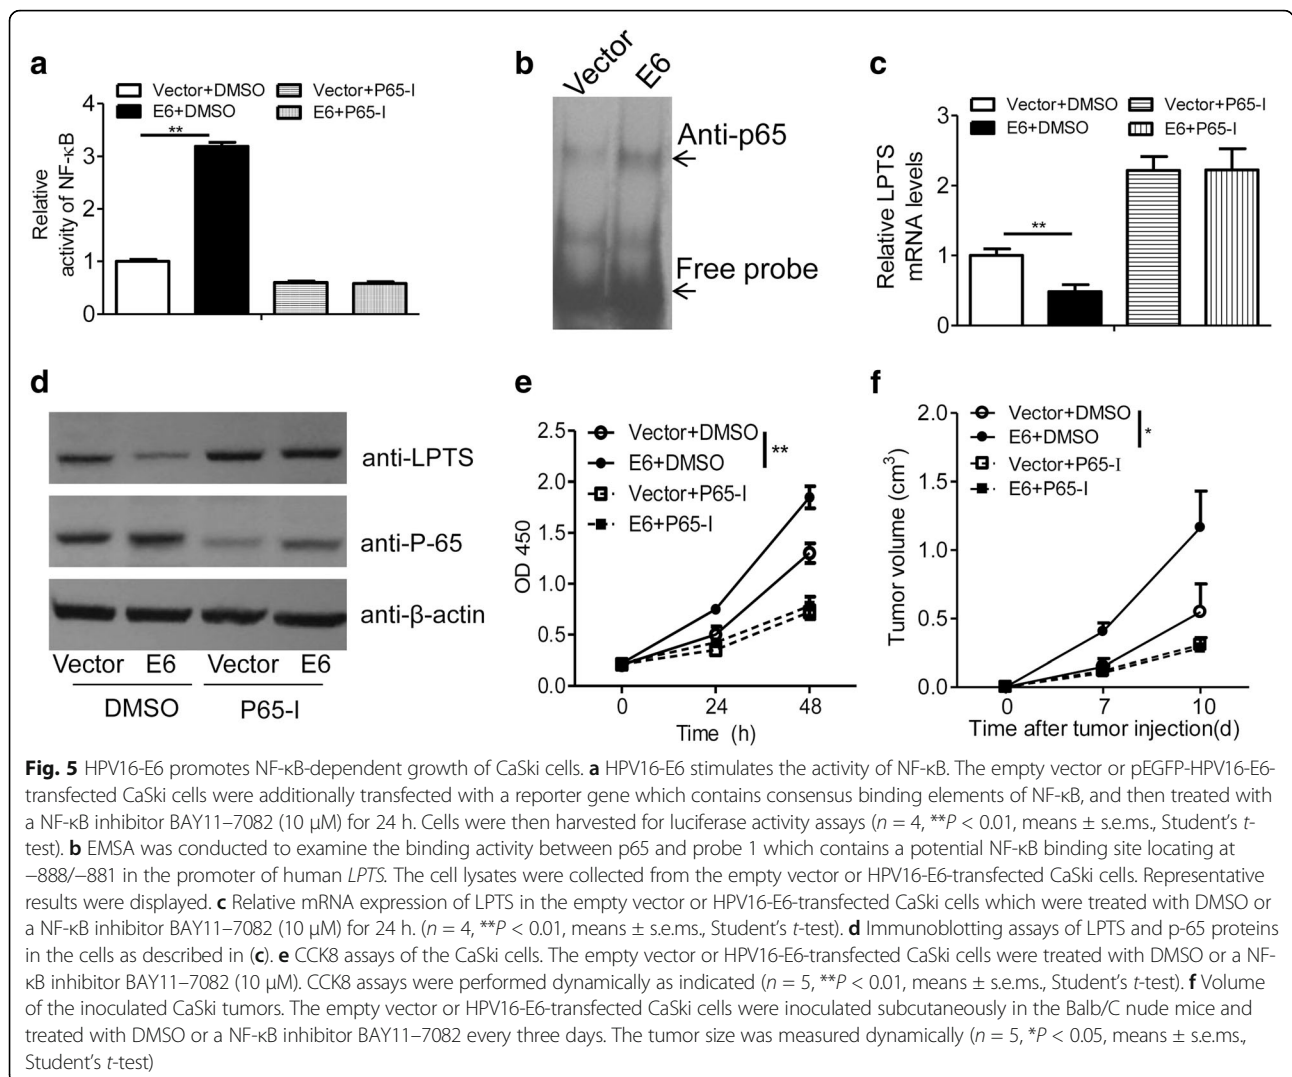 a
Vector+DMSO
Vector+P65-I
E6+DMSO
E6+P65-I
Relative
activity of NF-κB
4
3
2
1
0
**
b
Vector
E6
Anti-p65
Free probe
c
Vector+DMSO
Vector+P65-I
E6+DMSO
E6+P65-I
Relative LPTS
mRNA levels
3
2
1
0
**
d
anti-LPTS
anti-P-65
anti-β-actin
Vector E6 Vector E6
DMSO P65-I
e
Vector+DMSO
E6+DMSO
Vector+P65-I
E6+P65-I
**
OD 450
2.5
2.0
1.5
1.0
0.5
0.0
0 24 48
Time (h)
f
Vector+DMSO
E6+DMSO
Vector+P65-I
E6+P65-I
*
Tumor volume (cm³)
2.0
1.5
1.0
0.5
0.0
0 7 10
Time after tumor injection(d)
Fig. 5 HPV16-E6 promotes NF-κB-dependent growth of CaSki cells. a HPV16-E6 stimulates the activity of NF-κB. The empty vector or pEGFP-HPV16-E6-
transfected CaSki cells were additionally transfected with a reporter gene which contains consensus binding elements of NF-κB, and then treated with
a NF-κB inhibitor BAY11–7082 (10 μM) for 24 h. Cells were then harvested for luciferase activity assays (n = 4, **P < 0.01, means ± s.e.ms., Student's t-
test). b EMSA was conducted to examine the binding activity between p65 and probe 1 which contains a potential NF-κB binding site locating at
−888/−881 in the promoter of human LPTS. The cell lysates were collected from the empty vector or HPV16-E6-transfected CaSki cells. Representative
results were displayed. c Relative mRNA expression of LPTS in the empty vector or HPV16-E6-transfected CaSki cells which were treated with DMSO or
a NF-κB inhibitor BAY11–7082 (10 μM) for 24 h. (n = 4, **P < 0.01, means ± s.e.ms., Student's t-test). d Immunoblotting assays of LPTS and p-65 proteins
in the cells as described in (c). e CCK8 assays of the CaSki cells. The empty vector or HPV16-E6-transfected CaSki cells were treated with DMSO or a NF-
κB inhibitor BAY11–7082 (10 μM). CCK8 assays were performed dynamically as indicated (n = 5, **P < 0.01, means ± s.e.ms., Student's t-test). f Volume
of the inoculated CaSki tumors. The empty vector or HPV16-E6-transfected CaSki cells were inoculated subcutaneously in the Balb/C nude mice and
treated with DMSO or a NF-κB inhibitor BAY11–7082 every three days. The tumor size was measured dynamically (n = 5, *P < 0.05, means ± s.e.ms.,
Student's t-test)